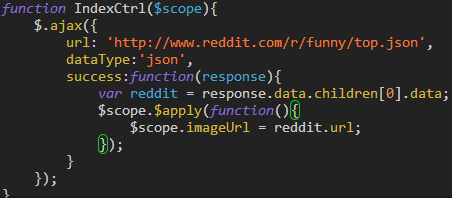 function IndexCtrl($scope){
    $.ajax({
        url: 'http://www.reddit.com/r/funny/top.json',
        dataType:'json',
        success:function(response){
            var reddit = response.data.children[0].data;
            $scope.$apply(function(){
                $scope.imageUrl = reddit.url;
            });
        }
    });
}